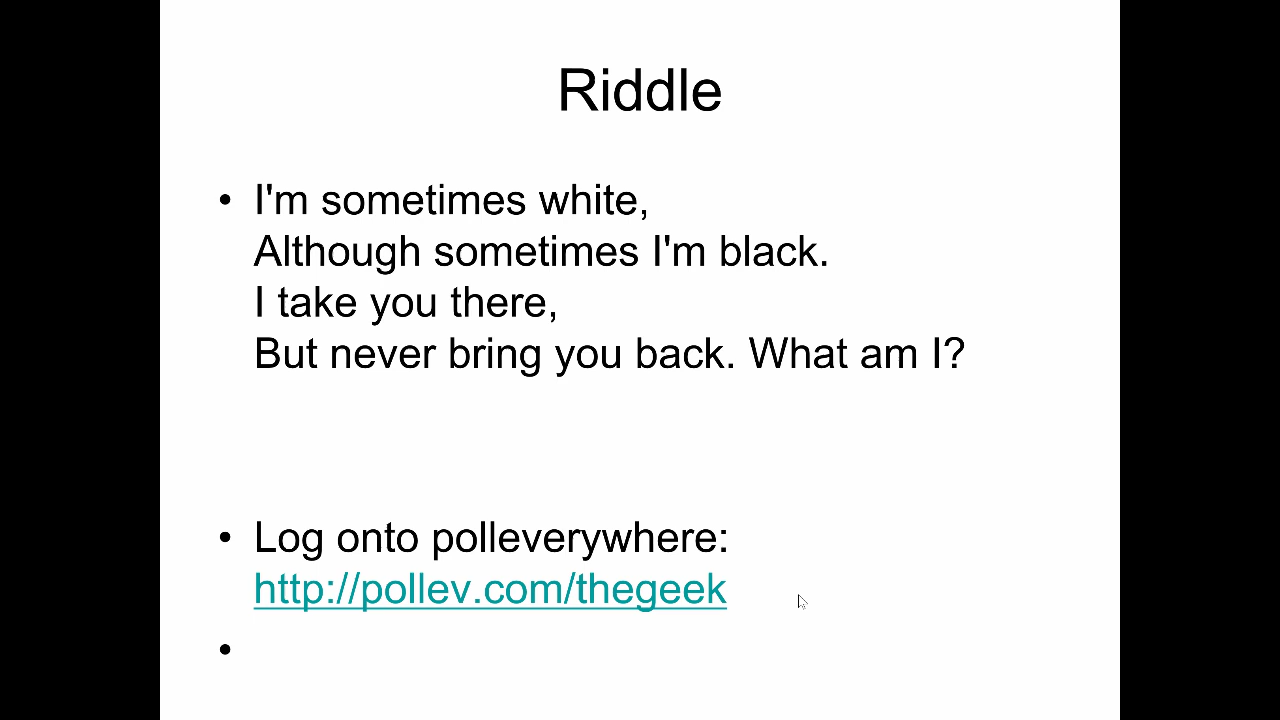 Riddle
• I'm sometimes white,
Although sometimes I'm black.
I take you there,
But never bring you back. What am I?
• Log onto polleverywhere:
http://pollev.com/thegeek
•